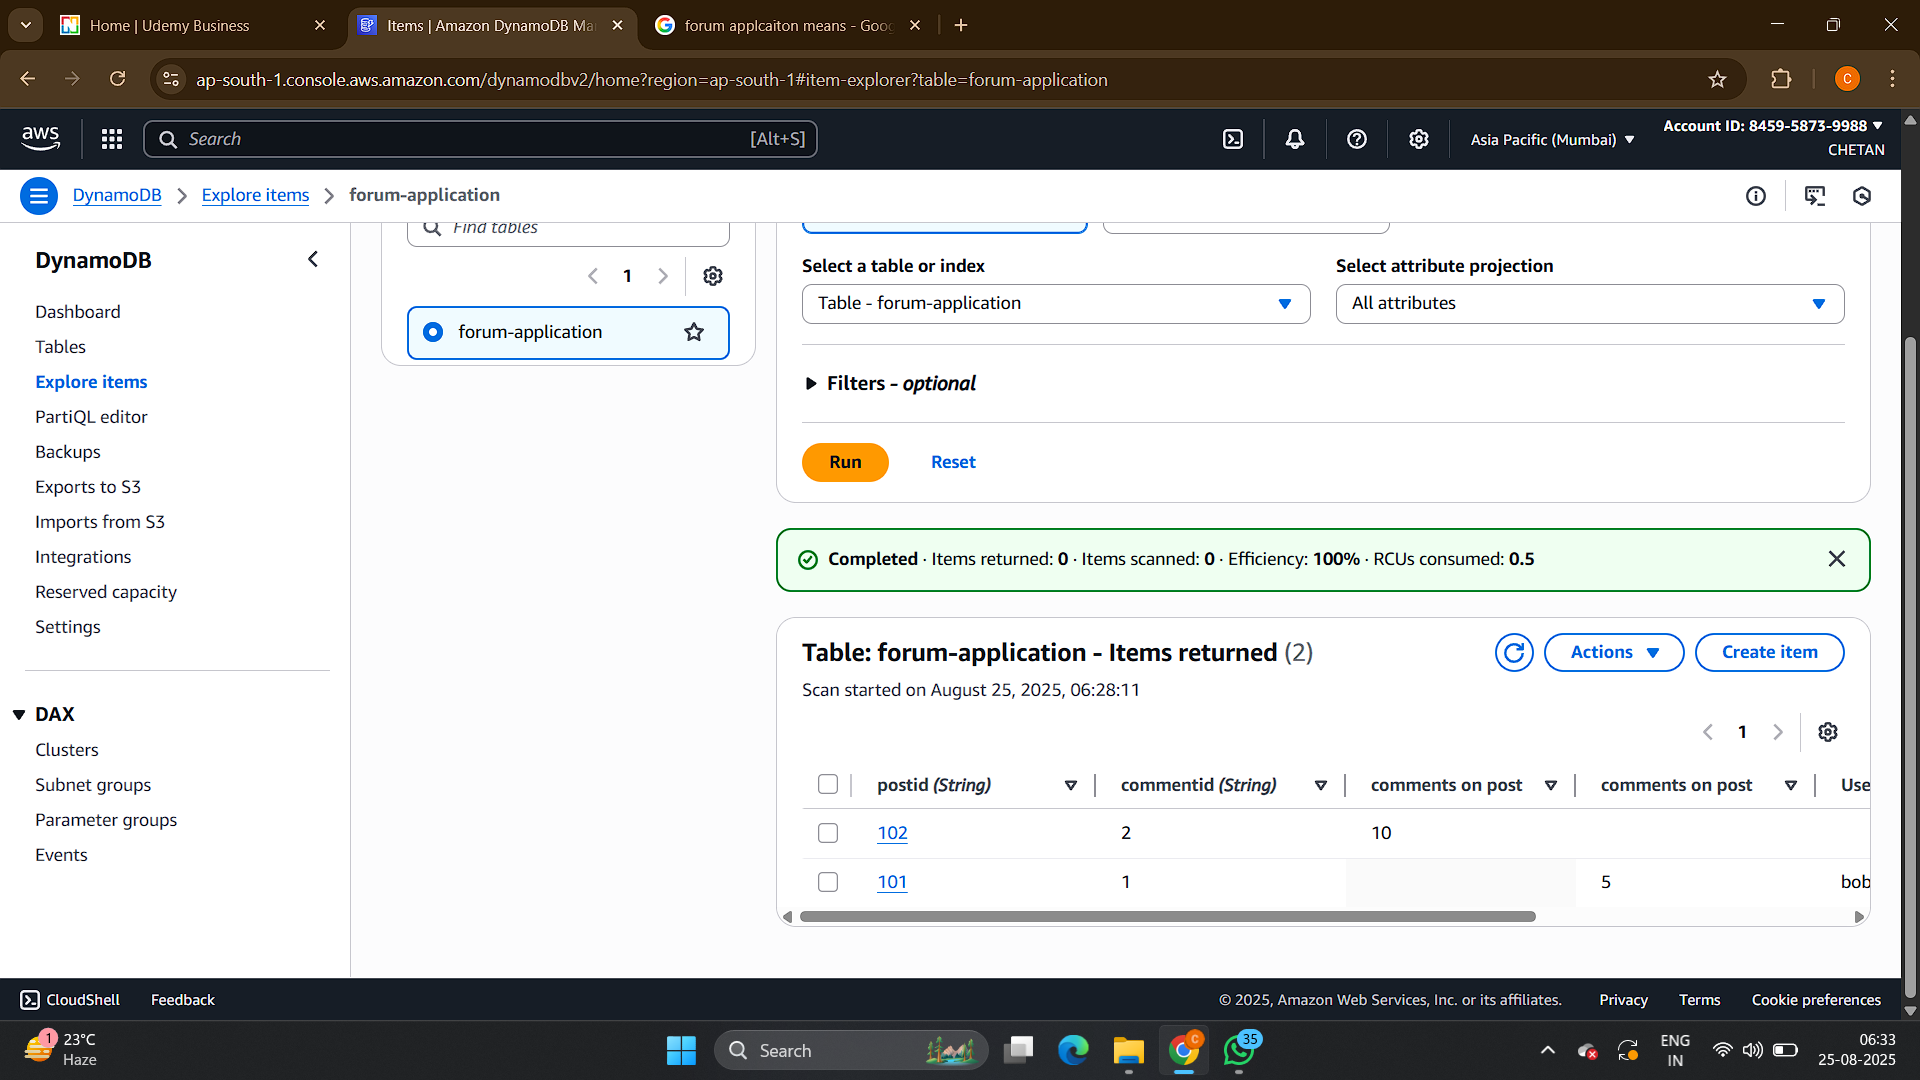 Home | Udemy Business
Items | Amazon DynamoDB Ma
forum applcaiton means - Goog
ap-south-1.console.aws.amazon.com/dynamodbv2/home?region=ap-south-1#item-explorer?table=forum-application
C
aws
Search
[Alt+S]
Asia Pacific (Mumbai)
Account ID: 8459-5873-9988
CHETAN
DynamoDB
Explore items
forum-application
DynamoDB
Dashboard
Tables
Explore items
PartiQL editor
Backups
Exports to S3
Imports from S3
Integrations
Reserved capacity
Settings
DAX
Clusters
Subnet groups
Parameter groups
Events
Find tables
1
forum-application
Select a table or index
Table - forum-application
Select attribute projection
All attributes
Filters - optional
Run
Reset
Completed · Items returned: 0 · Items scanned: 0 · Efficiency: 100% · RCUs consumed: 0.5
Table: forum-application - Items returned (2)
Scan started on August 25, 2025, 06:28:11
Actions
Create item
1
postid (String)
commentid (String)
comments on post
comments on post
Use
102
2
10
101
1
5
bob
CloudShell
Feedback
© 2025, Amazon Web Services, Inc. or its affiliates.
Privacy
Terms
Cookie preferences
1
23°C
Haze
Search
C
35
ENG
IN
06:33
25-08-2025